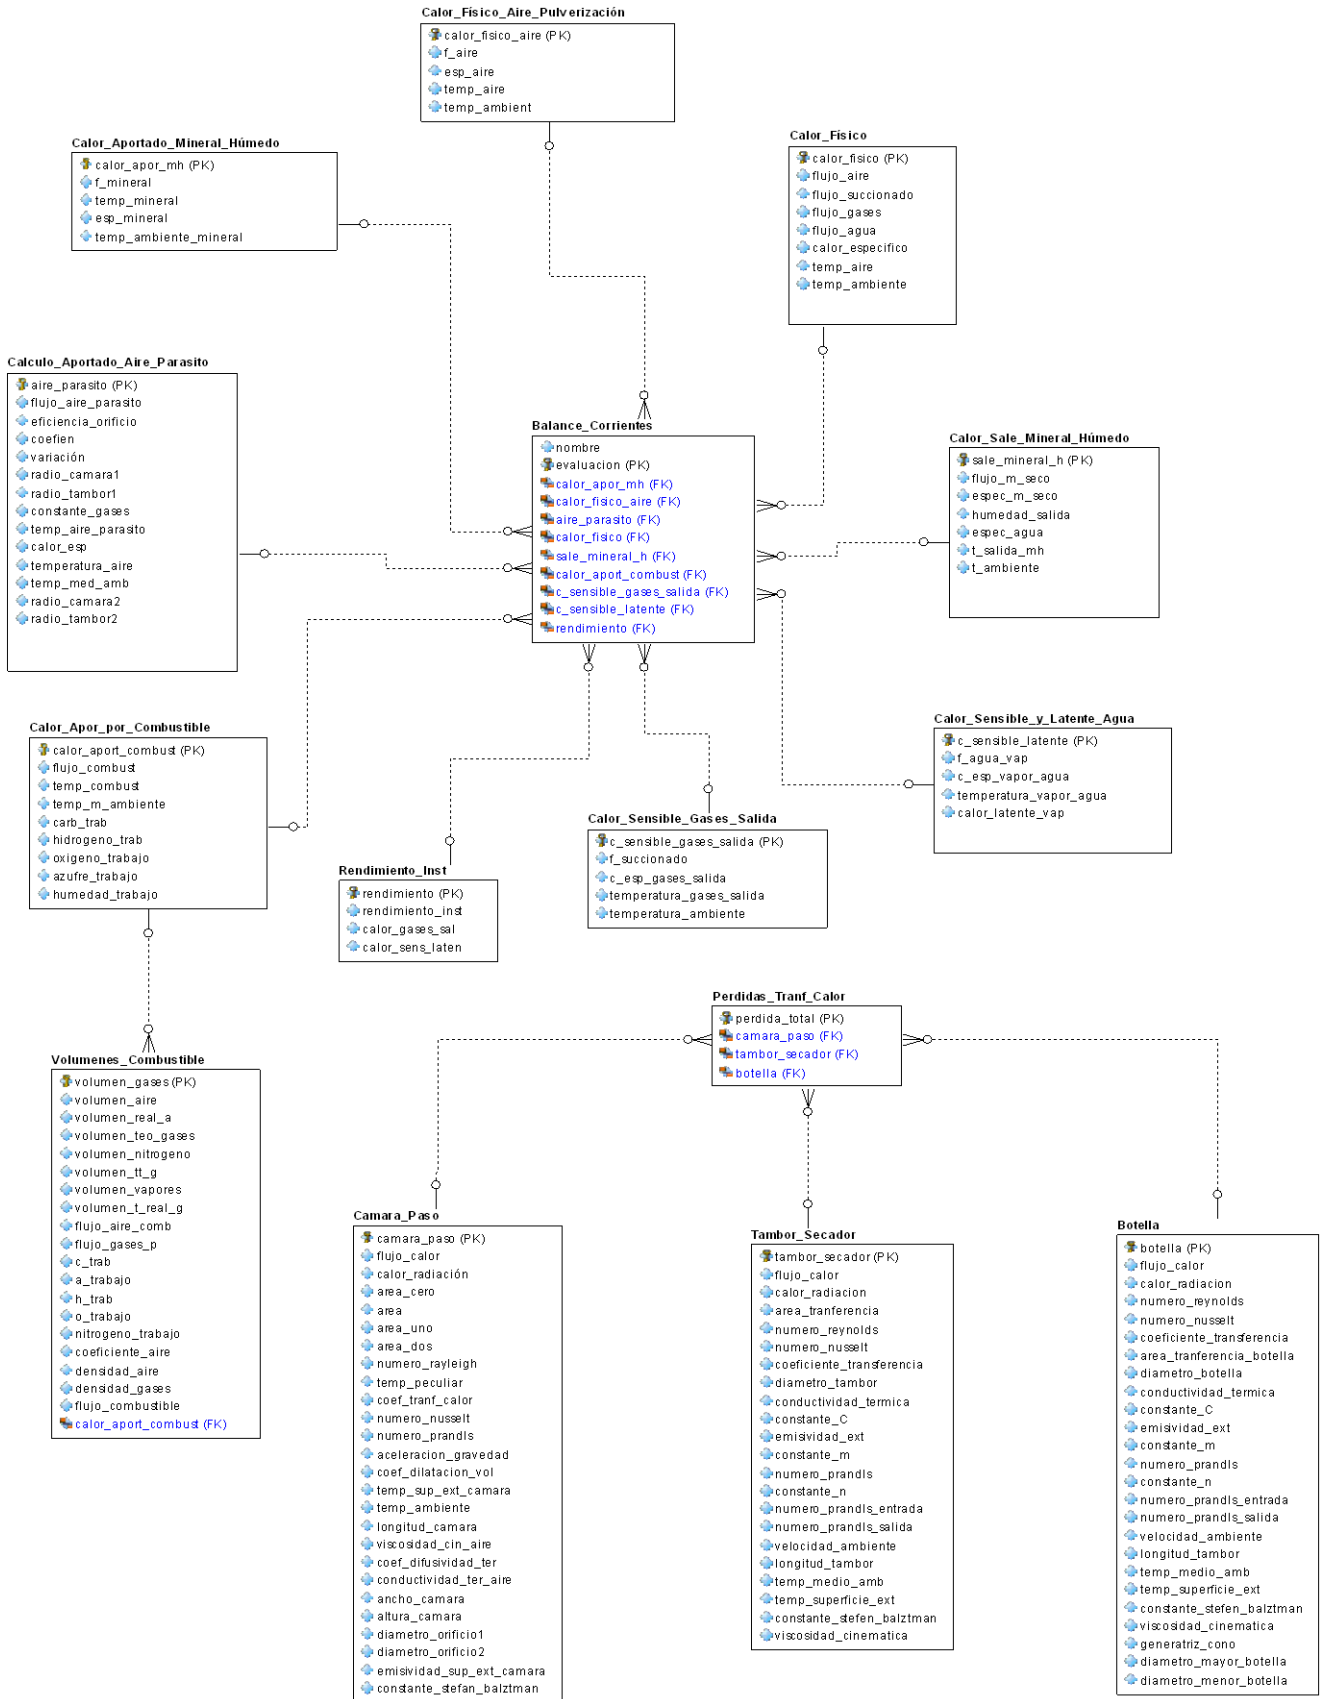 Calor_Físico_Aire_Pulverización
calor_fisico_aire (PK)
f_aire
esp_aire
temp_aire
temp_ambient
Calor_Aportado_Mineral_Húmedo
calor_apor_mh (PK)
f_mineral
temp_mineral
esp_mineral
temp_ambiente_mineral
Calor_Físico
calor_fisico (PK)
flujo_aire
flujo_succionado
flujo_gases
flujo_agua
calor_especifico
temp_aire
temp_ambiente
Calculo_Aportado_Aire_Parasito
aire_parasito (PK)
flujo_aire_parasito
eficiencia_orificio
coefien
variación
radio_camara1
radio_tambor1
constante_gases
temp_aire_parasito
calor_esp
temperatura_aire
temp_med_amb
radio_camara2
radio_tambor2
Balance_Corrientes
nombre
evaluacion (PK)
calor_apor_mh (FK)
calor_fisico_aire (FK)
aire_parasito (FK)
calor_fisico (FK)
sale_mineral_h (FK)
calor_aport_combust (FK)
c_sensible_gases_salida (FK)
c_sensible_latente (FK)
rendimiento (FK)
Calor_Sale_Mineral_Húmedo
sale_mineral_h (PK)
flujo_m_seco
espec_m_seco
humedad_salida
espec_agua
t_salida_mh
t_ambiente
Calor_Apor_por_Combustible
calor_aport_combust (PK)
flujo_combust
temp_combust
temp_m_ambiente
carb_trab
hidrogeno_trab
oxigeno_trabajo
azufre_trabajo
humedad_trabajo
Calor_Sensible_y_Latente_Agua
c_sensible_latente (PK)
f_agua_vap
c_esp_vapor_agua
temperatura_vapor_agua
calor_latente_vap
Calor_Sensible_Gases_Salida
c_sensible_gases_salida (PK)
f_succionado
c_esp_gases_salida
temperatura_gases_salida
temperatura_ambiente
Rendimiento_Inst
rendimiento (PK)
rendimiento_inst
calor_gases_sal
calor_sens_laten
Perdidas_Tranf_Calor
perdida_total (PK)
camara_paso (FK)
tambor_secador (FK)
botella (FK)
Volumenes_Combustible
volumen_gases (PK)
volumen_aire
volumen_real_a
volumen_teo_gases
volumen_nitrogeno
volumen_tt_g
volumen_vapores
volumen_t_real_g
flujo_aire_comb
flujo_gases_p
c_trab
a_trabajo
h_trab
o_trabajo
nitrogeno_trabajo
coeficiente_aire
densidad_aire
densidad_gases
flujo_combustible
calor_aport_combust (FK)
Camara_Paso
camara_paso (PK)
flujo_calor
calor_radiación
area_cero
area
area_uno
area_dos
numero_rayleigh
temp_peculiar
coef_tranf_calor
numero_nusselt
numero_prandls
aceleracion_gravedad
coef_dilatacion_vol
temp_sup_ext_camara
temp_ambiente
longitud_camara
viscosidad_cin_aire
coef_difusividad_ter
conductividad_ter_aire
ancho_camara
altura_camara
diametro_orificio1
diametro_orificio2
emisividad_sup_ext_camara
constante_stefan_balztman
Tambor_Secador
tambor_secador (PK)
flujo_calor
calor_radiacion
area_tranferencia
numero_reynolds
numero_nusselt
coeficiente_transferencia
diametro_tambor
conductividad_termica
constante_C
emisividad_ext
constante_m
numero_prandls
constante_n
numero_prandls_entrada
numero_prandls_salida
velocidad_ambiente
longitud_tambor
temp_medio_amb
temp_superficie_ext
constante_stefen_balztman
viscosidad_cinematica
Botella
botella (PK)
flujo_calor
calor_radiacion
numero_reynolds
numero_nusselt
coeficiente_transferencia
area_tranferencia_botella
diametro_botella
conductividad_termica
constante_C
emisividad_ext
constante_m
numero_prandls
constante_n
numero_prandls_entrada
numero_prandls_salida
velocidad_ambiente
longitud_tambor
temp_medio_amb
temp_superficie_ext
constante_stefen_balztman
viscosidad_cinematica
generatriz_cono
diametro_mayor_botella
diametro_menor_botella